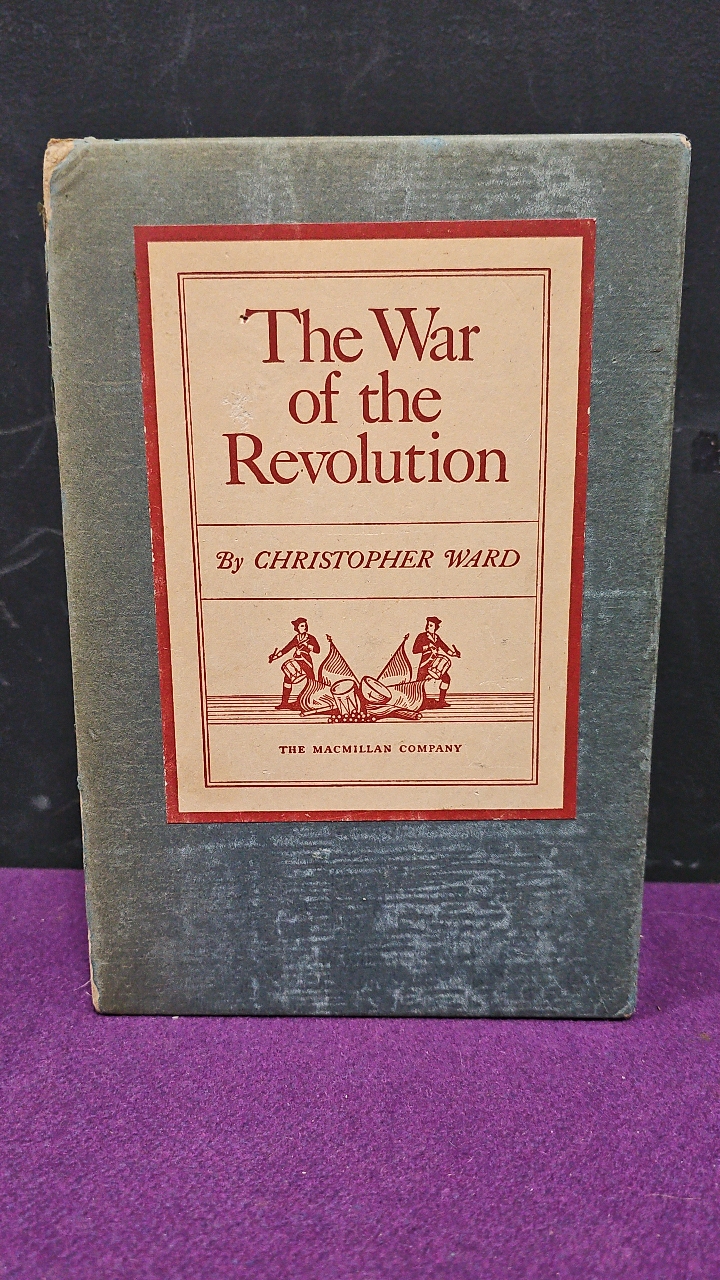 The War
of the
Revolution
By CHRISTOPHER WARD
THE MACMILLAN COMPANY